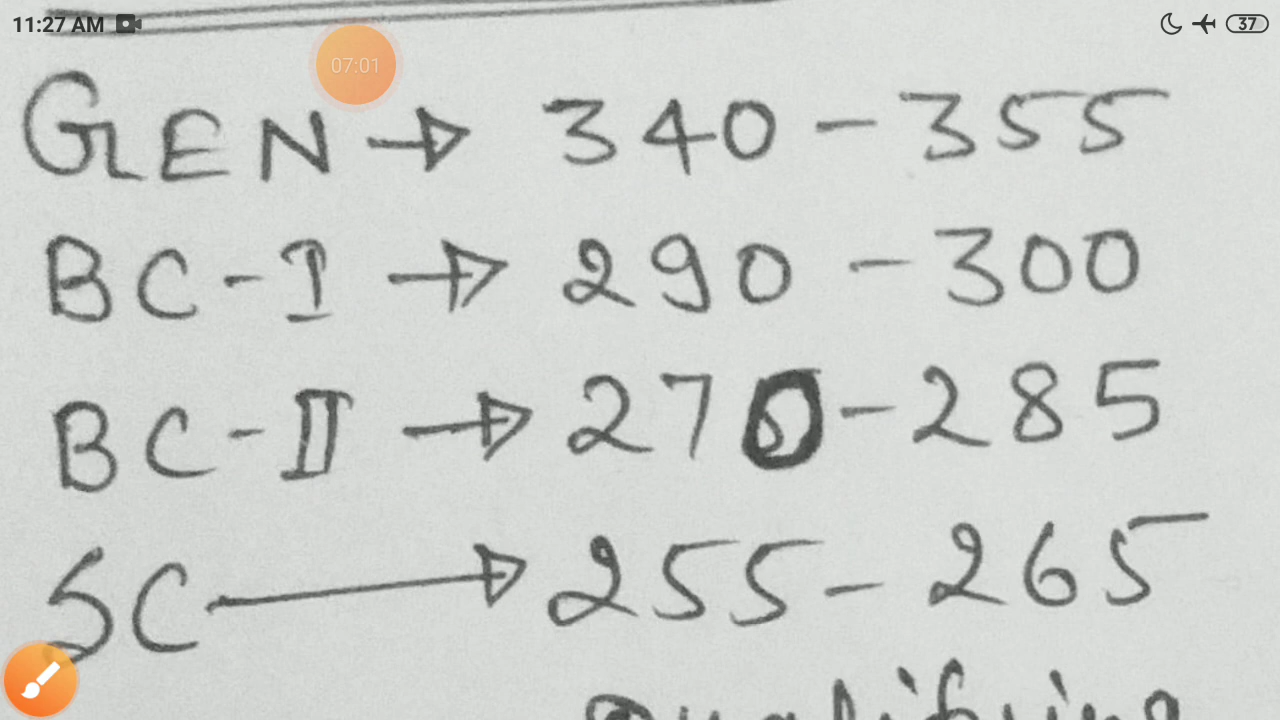 11:27 AM 37
07:01
GEN → 340 - 355
BC-I → 290 - 300
BC-II → 270 - 285
SC → 255 - 265
qualifying